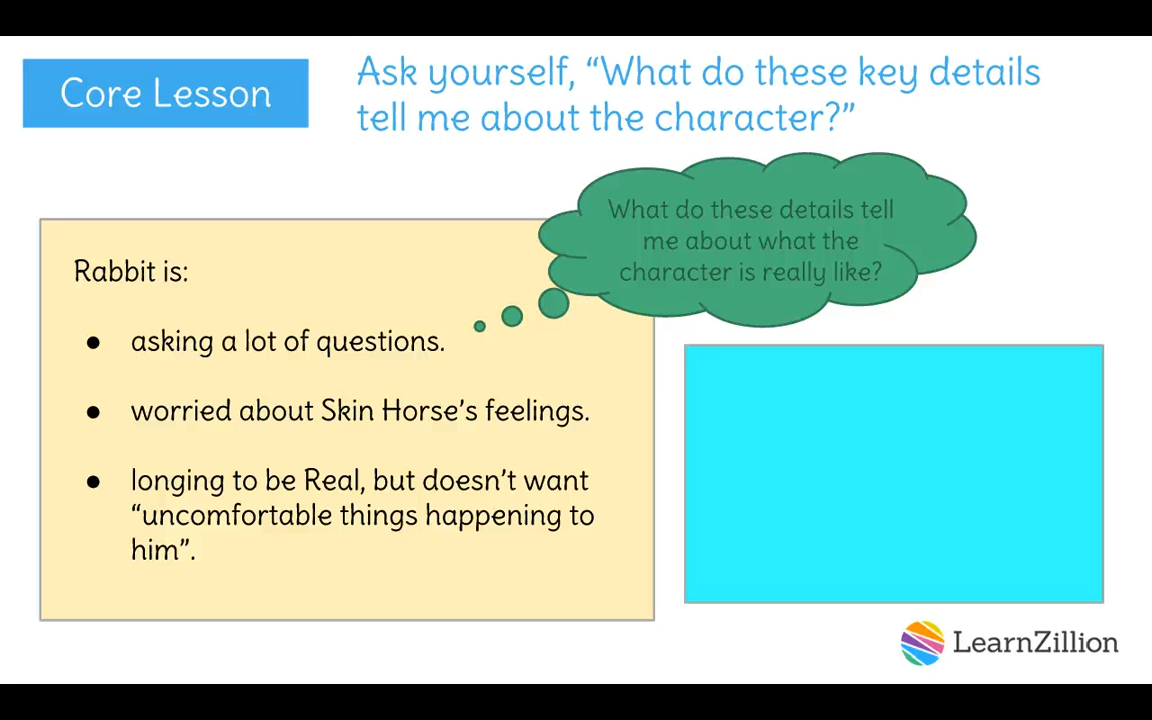 Core Lesson
Ask yourself, “What do these key details
tell me about the character?”
What do these details tell
me about what the
character is really like?
Rabbit is:
● asking a lot of questions.
● worried about Skin Horse’s feelings.
● longing to be Real, but doesn’t want
“uncomfortable things happening to
him”.
LearnZillion